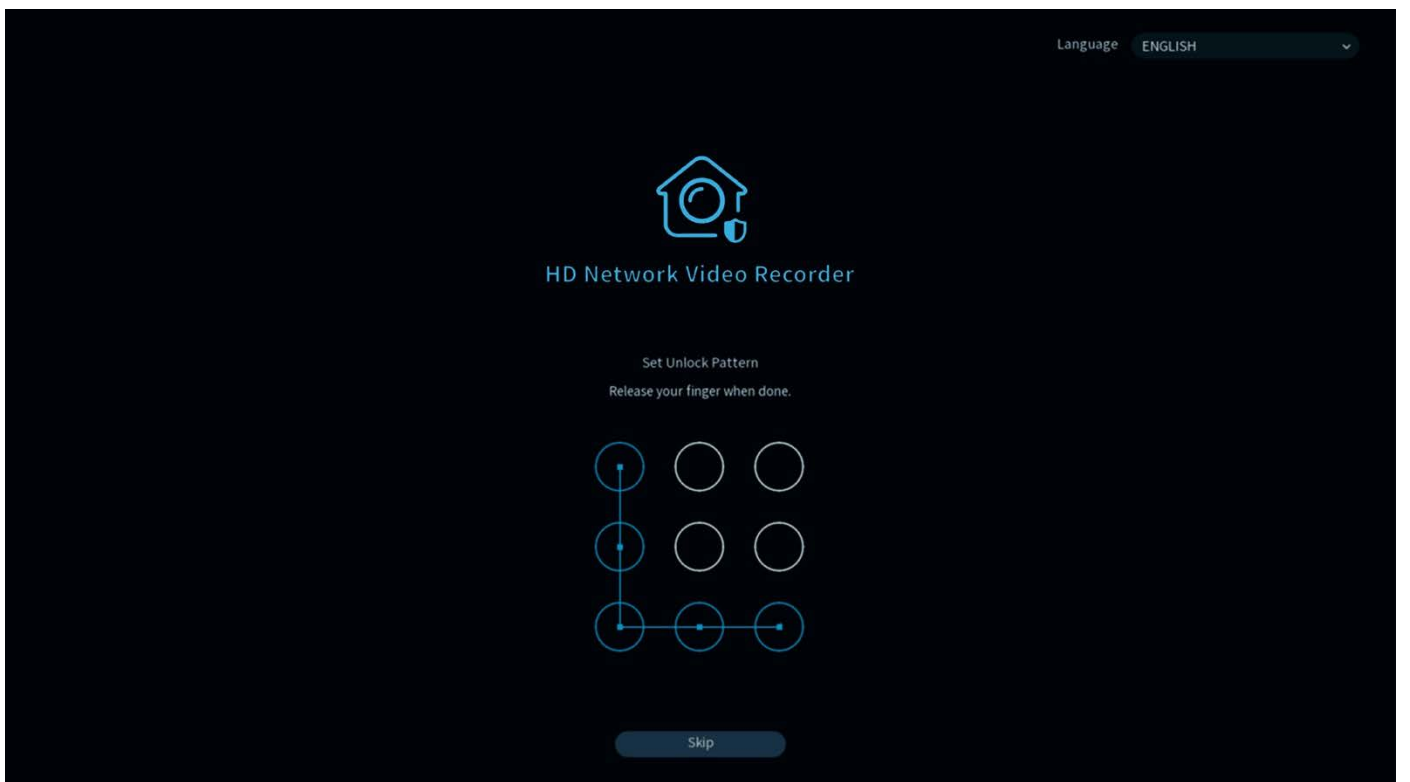 Language ENGLISH
HD Network Video Recorder
Set Unlock Pattern
Release your finger when done.
Skip